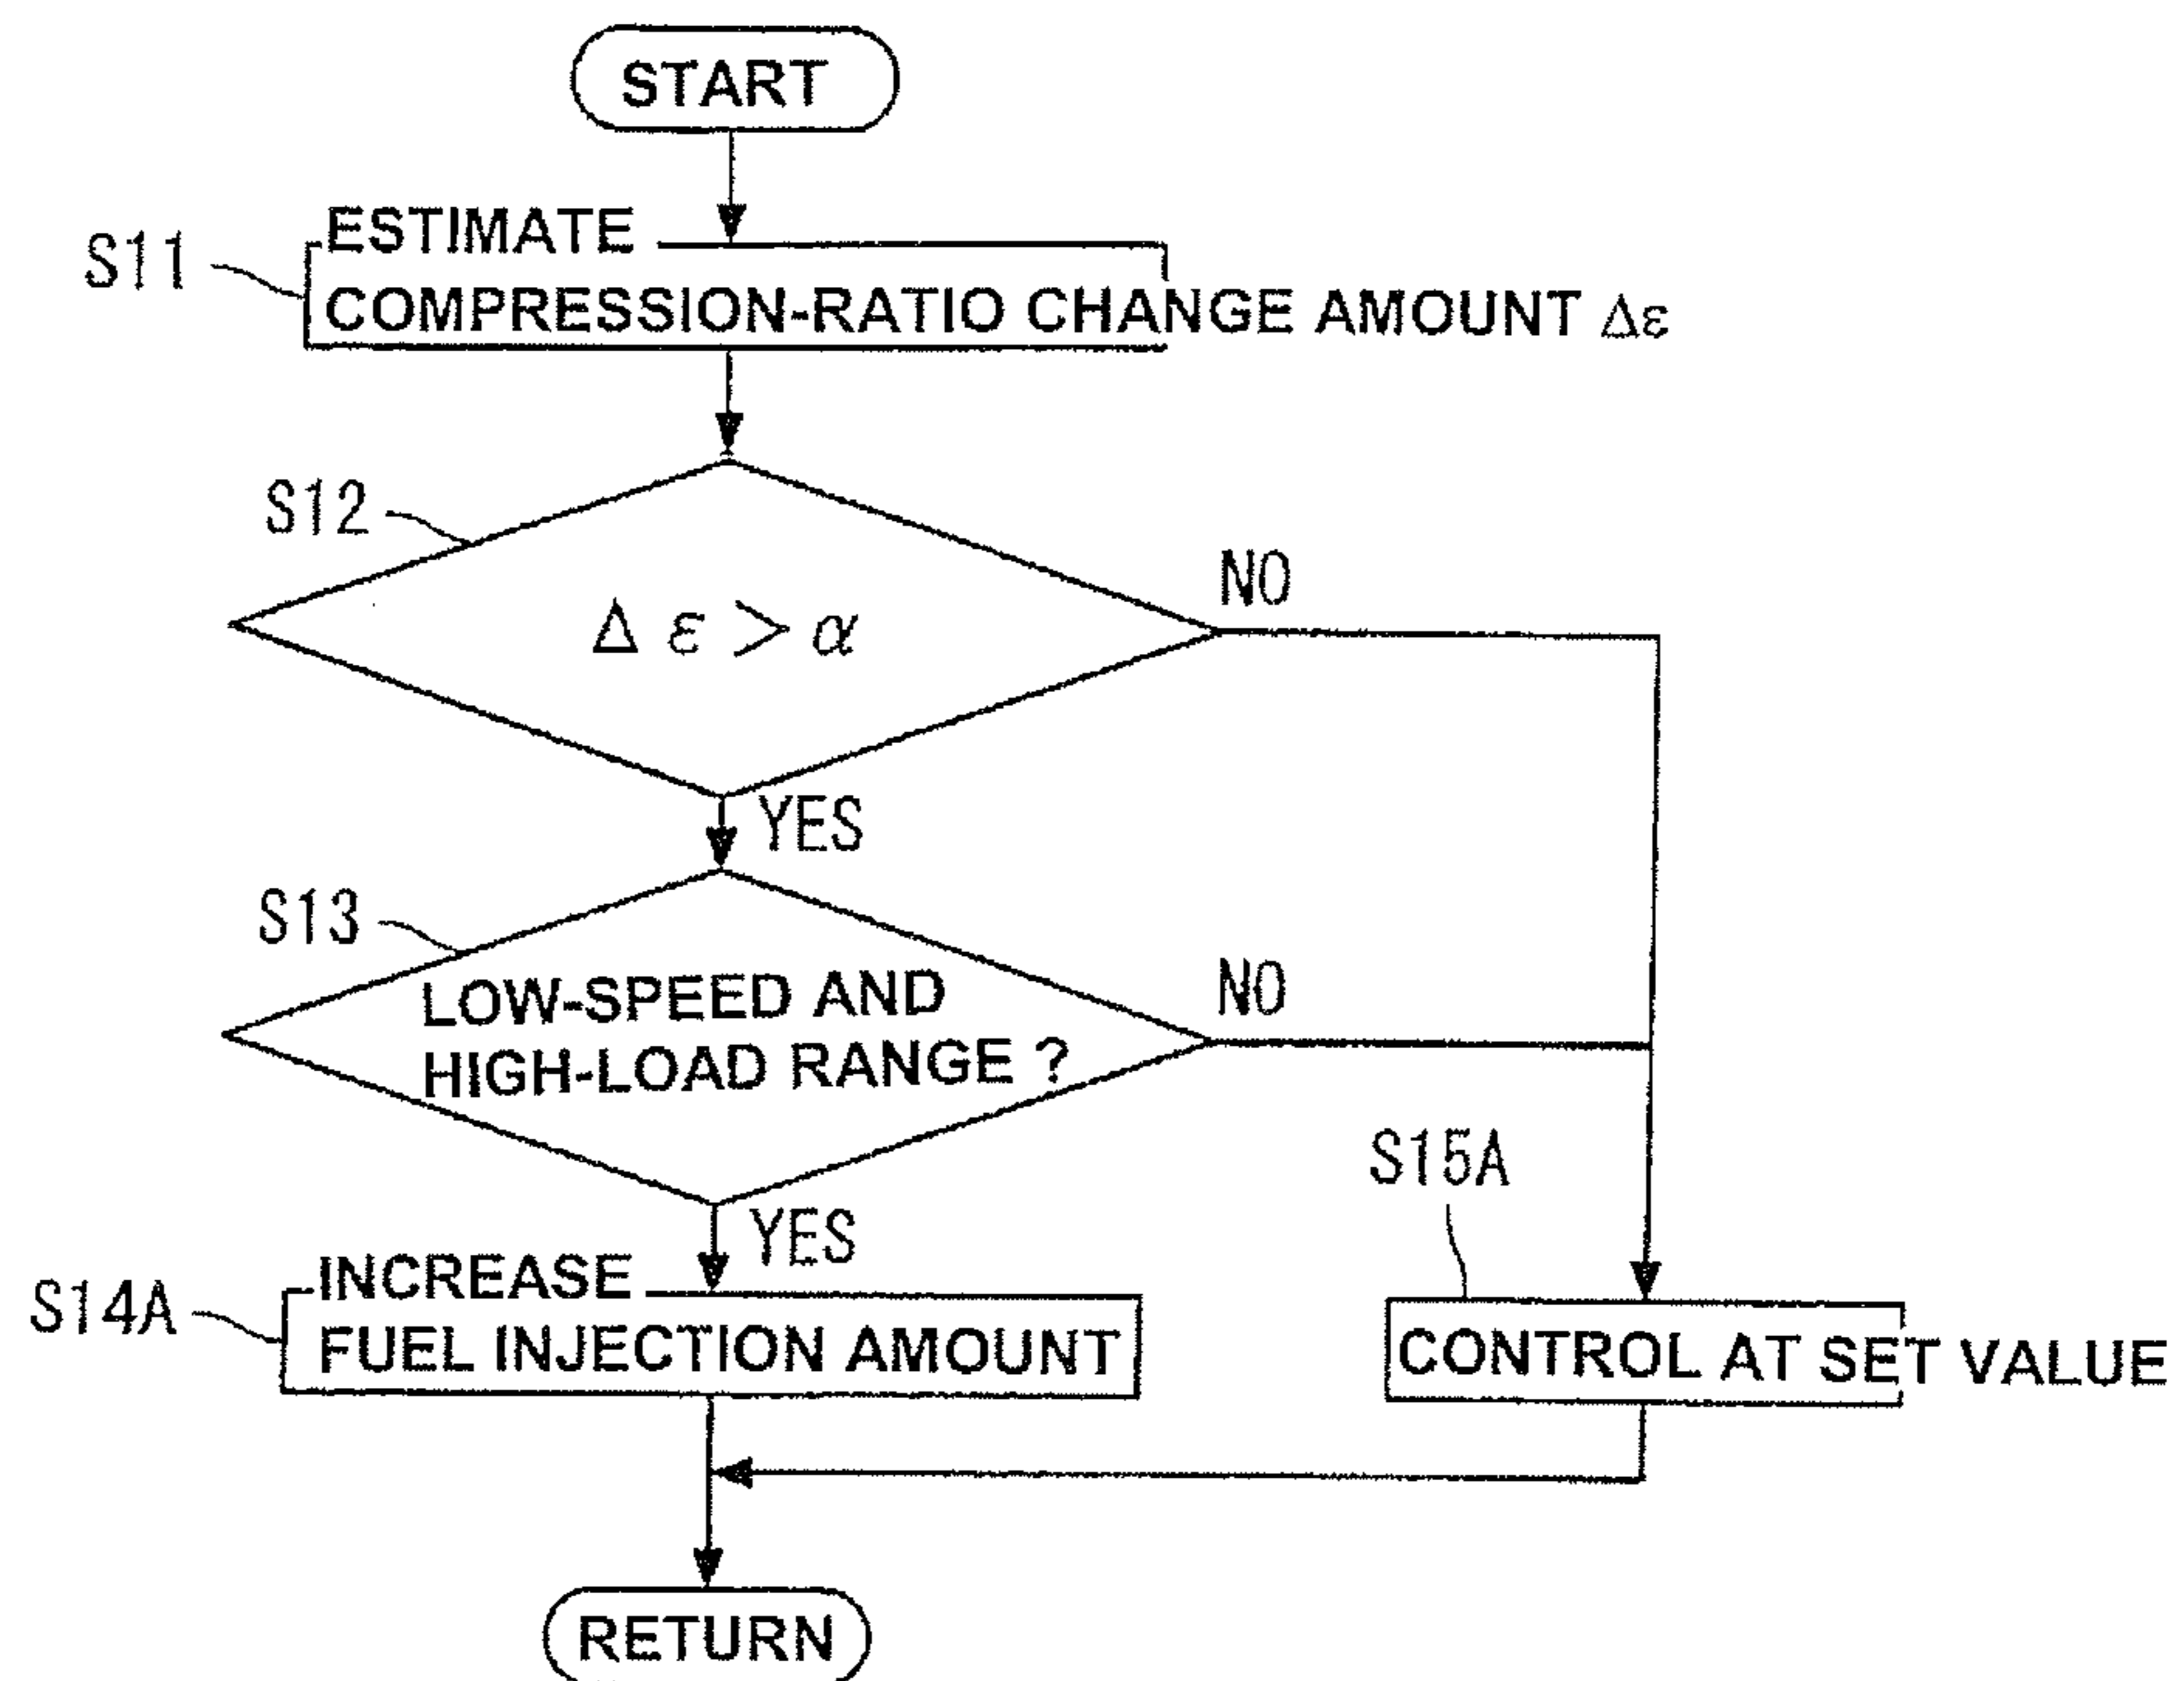 START
S11
ESTIMATE
COMPRESSION-RATIO CHANGE AMOUNT Δε
S12
NO
Δ ε > α
YES
S13
NO
LOW-SPEED AND
HIGH-LOAD RANGE ?
S15A
YES
S14A
INCREASE
FUEL INJECTION AMOUNT
CONTROL AT SET VALUE
RETURN